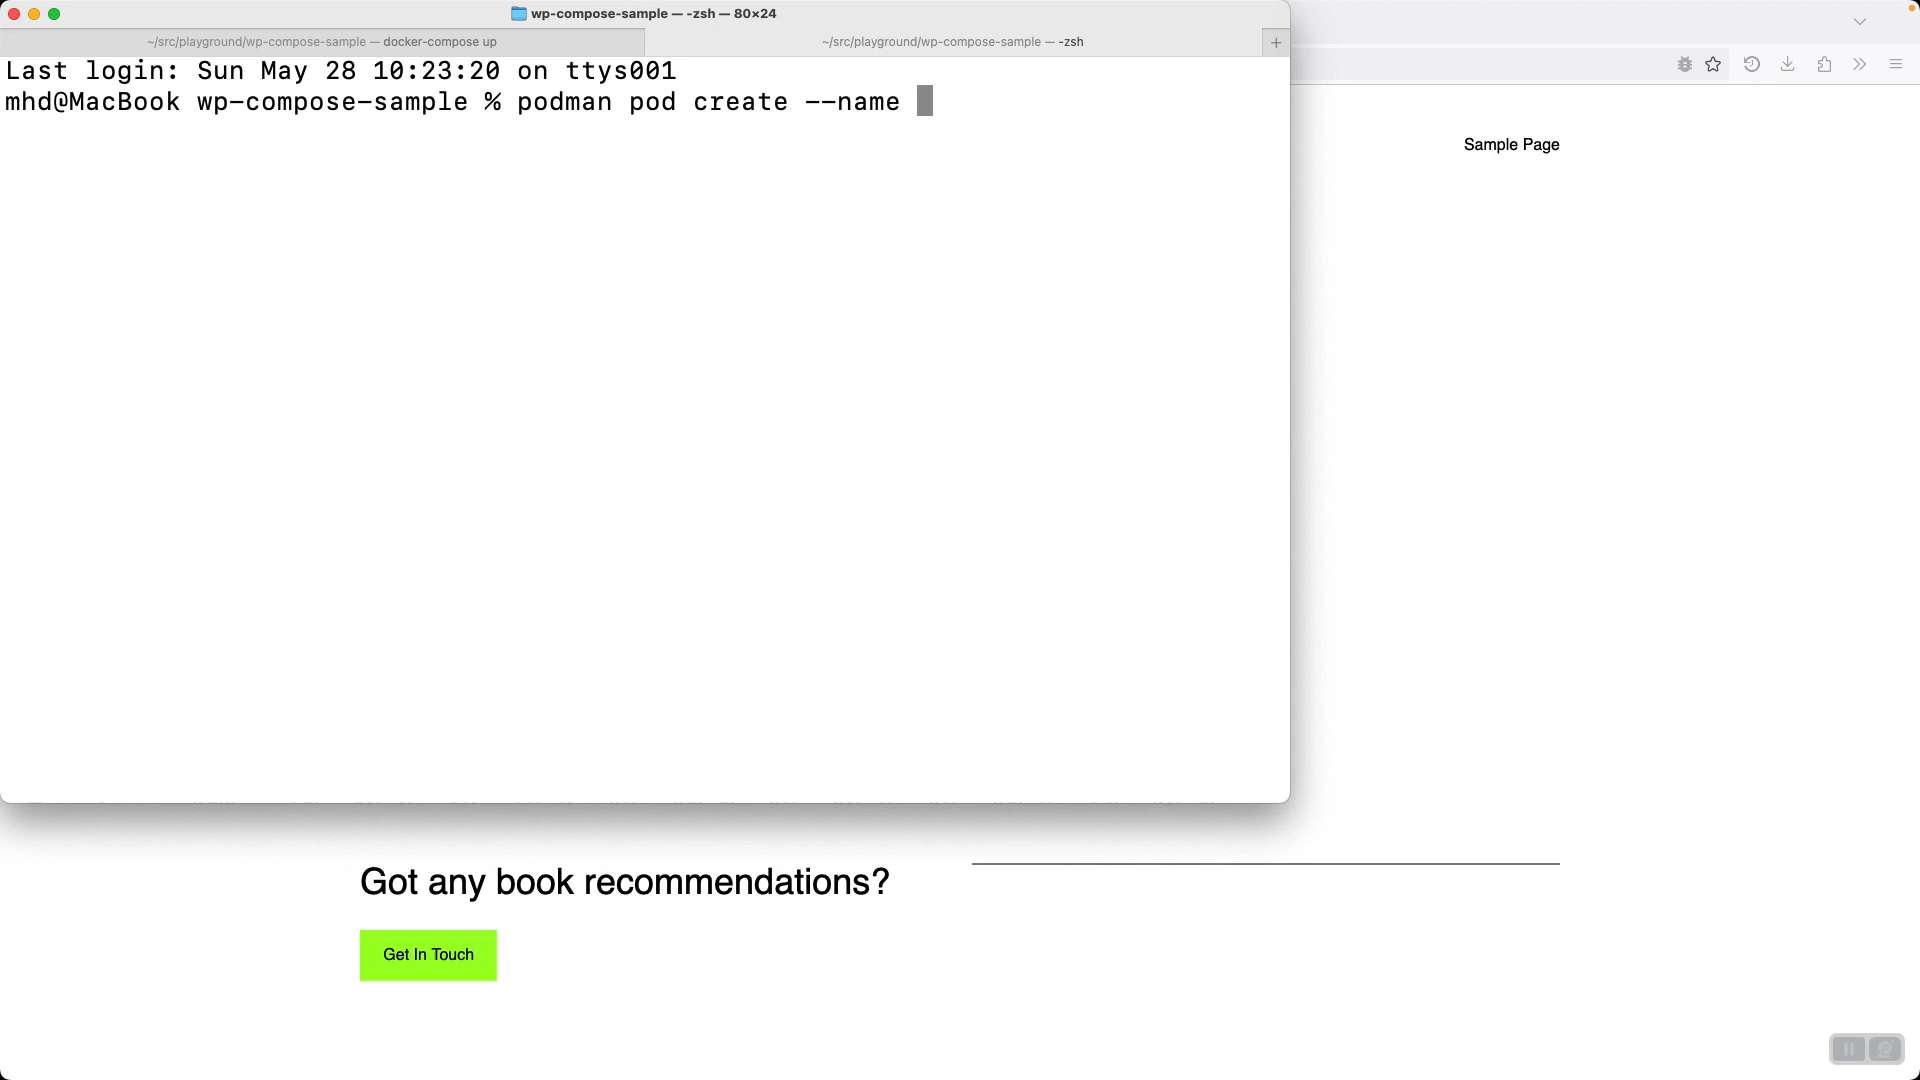 wp-compose-sample — -zsh — 80×24
~/src/playground/wp-compose-sample — docker-compose up
~/src/playground/wp-compose-sample — -zsh
Last login: Sun May 28 10:23:20 on ttys001
mhd@MacBook wp-compose-sample % podman pod create --name
Sample Page
Got any book recommendations?
Get In Touch